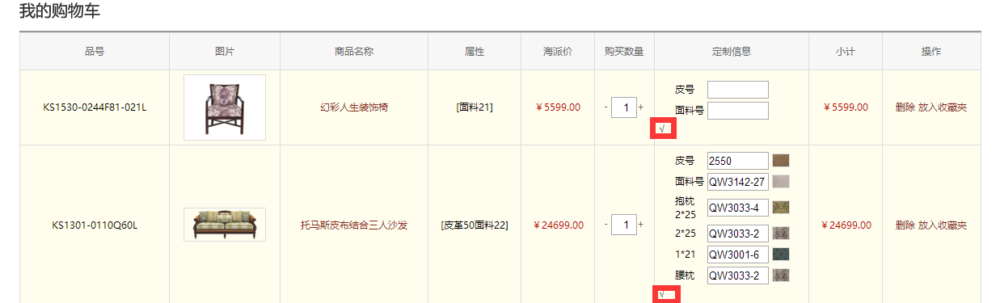 我的购物车
品号 图片 商品名称 属性 海派价 购买数量 定制信息 小计 操作
KS1530-0244F81-021L 幻彩人生装饰椅 [面料21] ￥5599.00 - 1 + ￥5599.00 删除 放入收藏夹
皮号
面料号
√
KS1301-0110Q60L 托马斯皮布结合三人沙发 [皮革50面料22] ￥24699.00 - 1 + ￥24699.00 删除 放入收藏夹
皮号 2550
面料号 QW3142-27
抱枕
2*25 QW3033-4
2*25 QW3033-2
1*21 QW3001-6
腰枕 QW3033-2
√